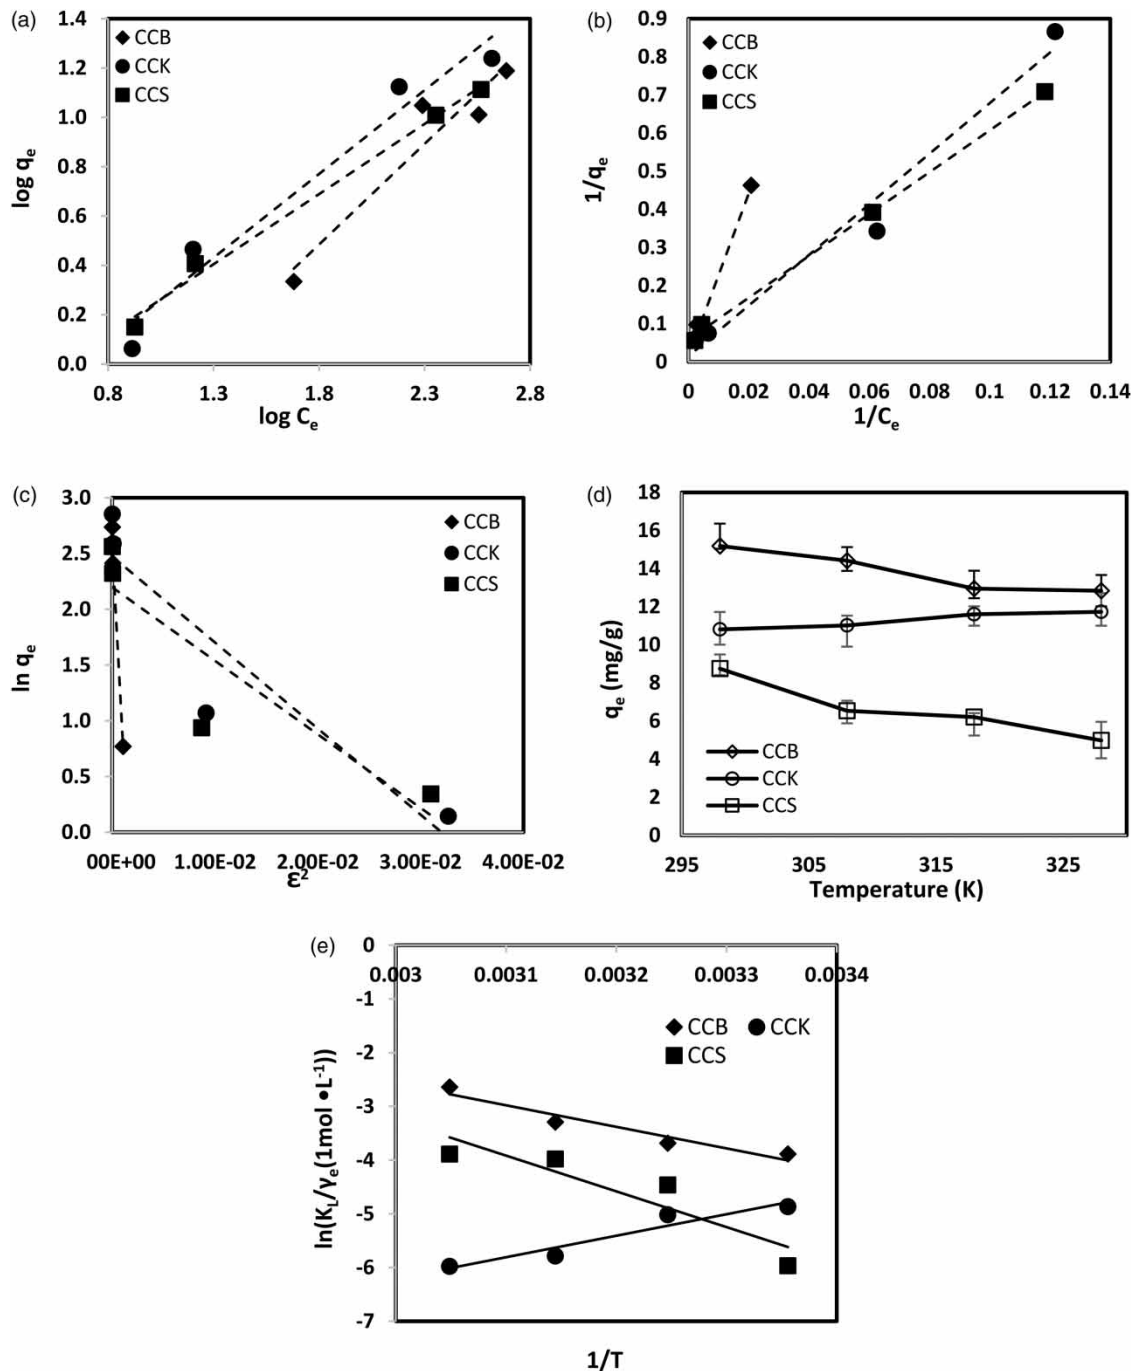 (a)
1.4
1.2
1.0
0.8
0.6
0.4
0.2
0.0
log qe
CCB
CCK
CCS
0.8 1.3 1.8 2.3 2.8
log Ce
(b)
0.9
0.8
0.7
0.6
0.5
0.4
0.3
0.2
0.1
0
1/qe
CCB
CCK
CCS
0 0.02 0.04 0.06 0.08 0.1 0.12 0.14
1/Ce
(c)
3.0
2.5
2.0
1.5
1.0
0.5
0.0
ln qe
CCB
CCK
CCS
00E+00 1.00E-02 2.00E-02 3.00E-02 4.00E-02
ε²
(d)
18
16
14
12
10
8
6
4
2
0
qe (mg/g)
CCB
CCK
CCS
295 305 315 325
Temperature (K)
(e)
0
-1
-2
-3
-4
-5
-6
-7
ln(KL/γe(1mol •L-1))
0.003 0.0031 0.0032 0.0033 0.0034
CCB CCK
CCS
1/T